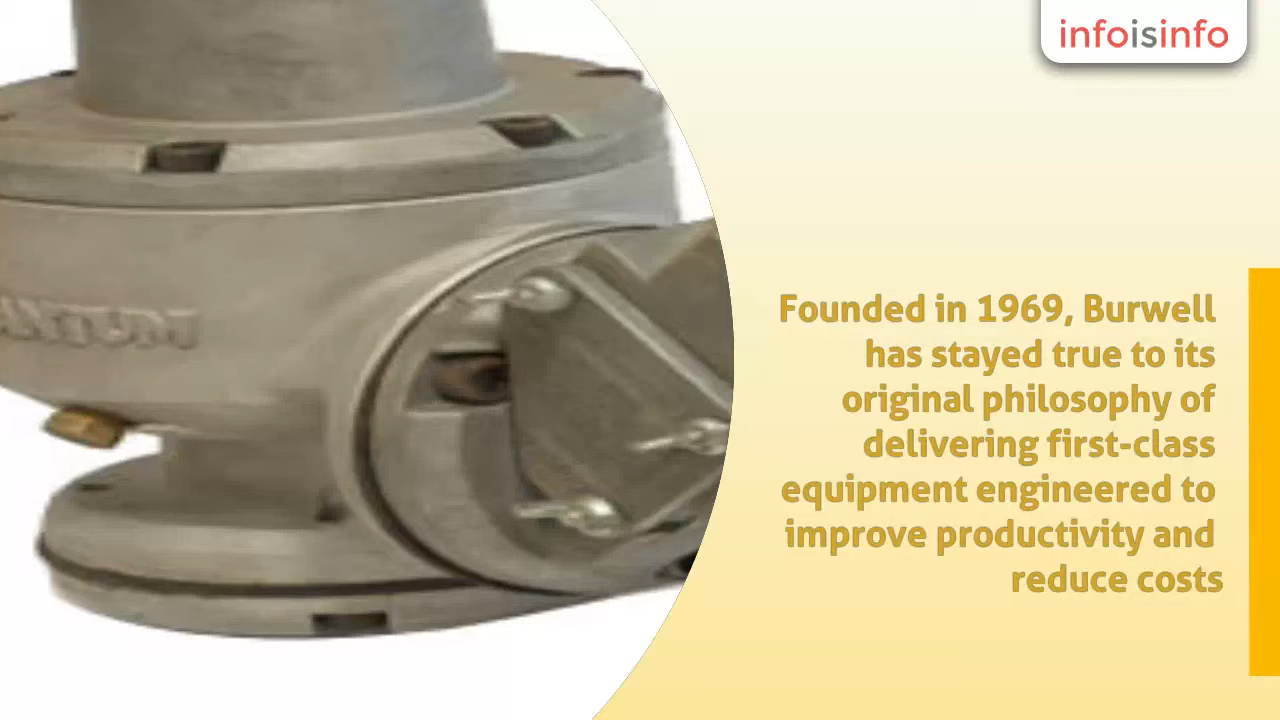 infoisinfo
ANTUM
Founded in 1969, Burwell
has stayed true to its
original philosophy of
delivering first-class
equipment engineered to
improve productivity and
reduce costs